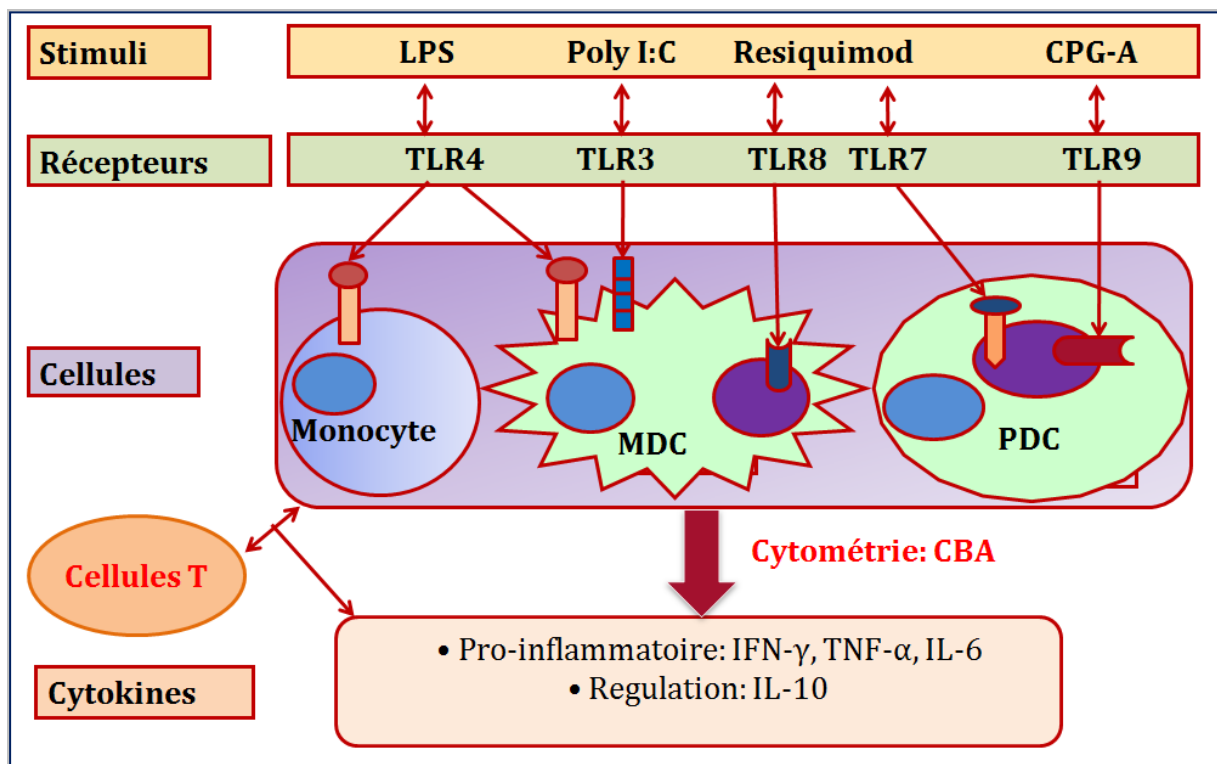 Stimuli
LPS Poly I:C Resiquimod CPG-A
Récepteurs
TLR4 TLR3 TLR8 TLR7 TLR9
Cellules
Monocyte
MDC
PDC
Cellules T
Cytométrie: CBA
Cytokines
• Pro-inflammatoire: IFN-γ, TNF-α, IL-6
• Regulation: IL-10